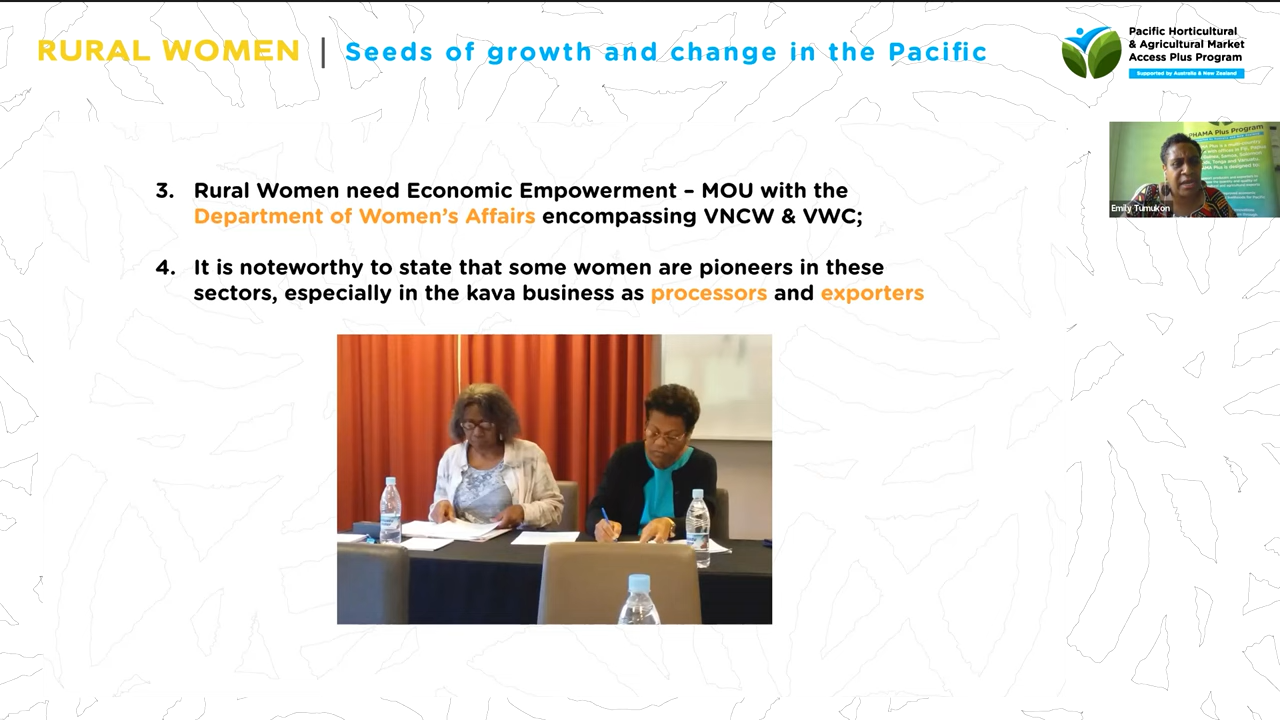 RURAL WOMEN | Seeds of growth and change in the Pacific
Pacific Horticultural
& Agricultural Market
Access Plus Program
Supported by Australia & New Zealand
3. Rural Women need Economic Empowerment – MOU with the
Department of Women's Affairs encompassing VNCW & VWC;
4. It is noteworthy to state that some women are pioneers in these
sectors, especially in the kava business as processors and exporters
PHAMA Plus Program
Emily Tumukon